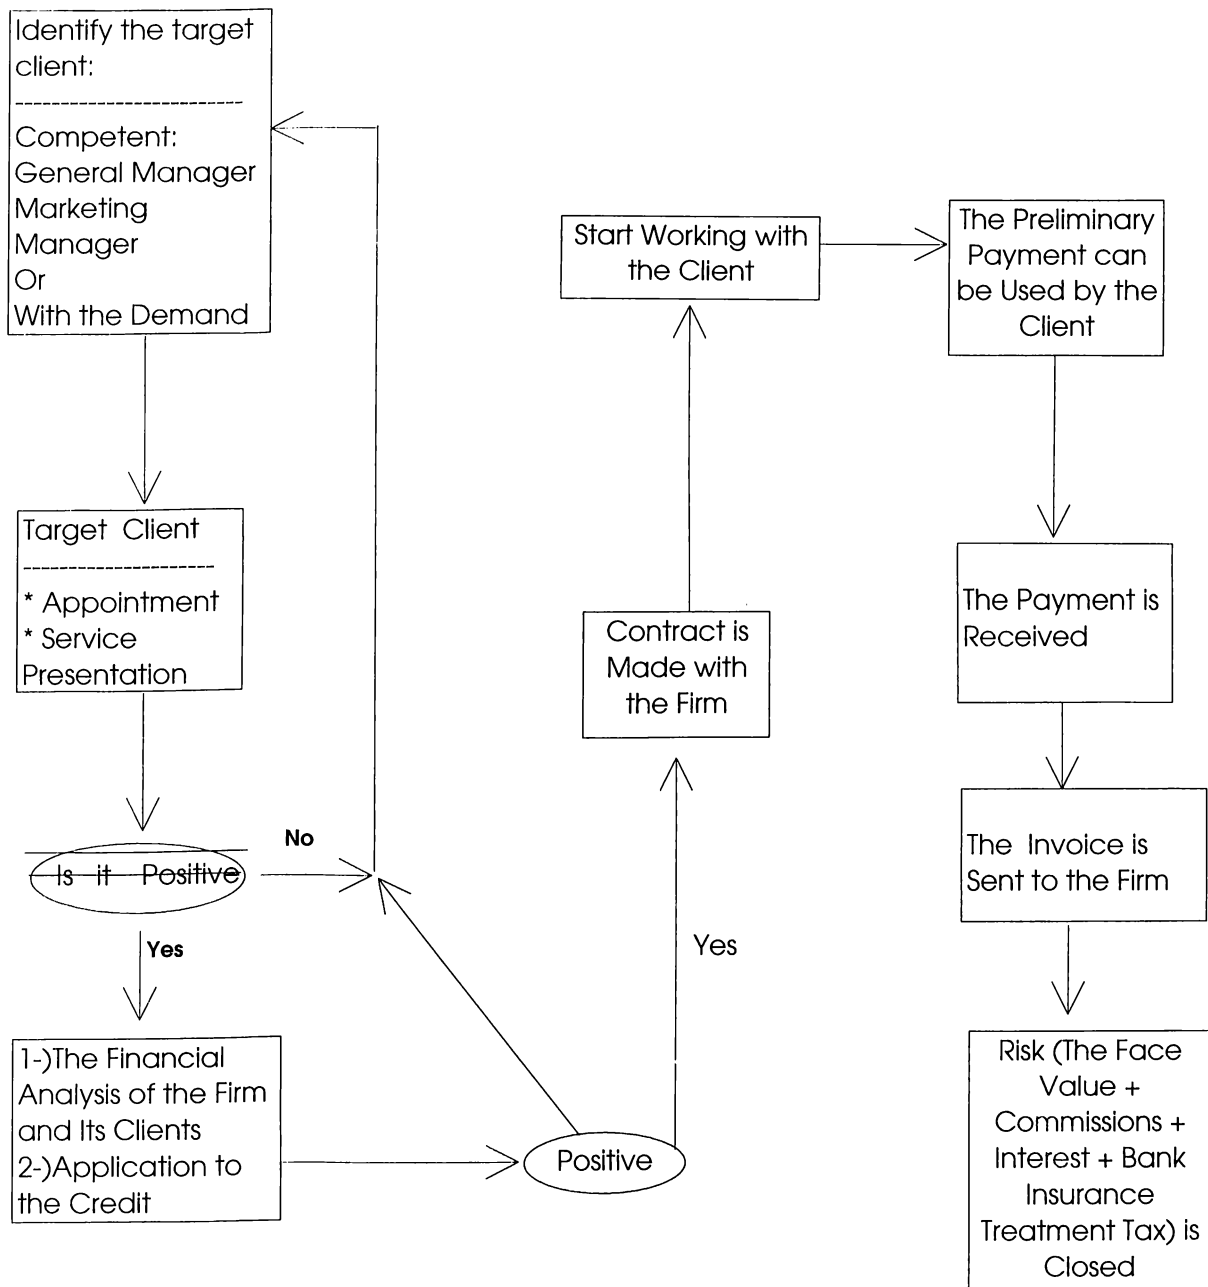 Identify the target
client:
-------------------------
Competent:
General Manager
Marketing
Manager
Or
With the Demand
Target Client
---------------------
* Appointment
* Service
Presentation
Is it Positive
No
Yes
1-)The Financial
Analysis of the Firm
and Its Clients
2-)Application to
the Credit
Positive
Yes
Contract is
Made with
the Firm
Start Working with
the Client
The Preliminary
Payment can
be Used by the
Client
The Payment is
Received
The Invoice is
Sent to the Firm
Risk (The Face
Value +
Commissions +
Interest + Bank
Insurance
Treatment Tax) is
Closed